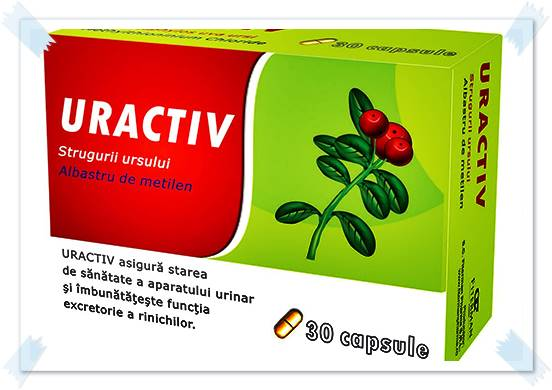 30 capsule
URACTIV
Strugurii ursului
Albastru de metilen
URACTIV asigură starea
de sănătate a aparatului urinar
şi îmbunătăţeşte funcţia
excretorie a rinichilor.
30 capsule
URACTIV
Strugurii ursului
Albastru de metilen
FITERMAN